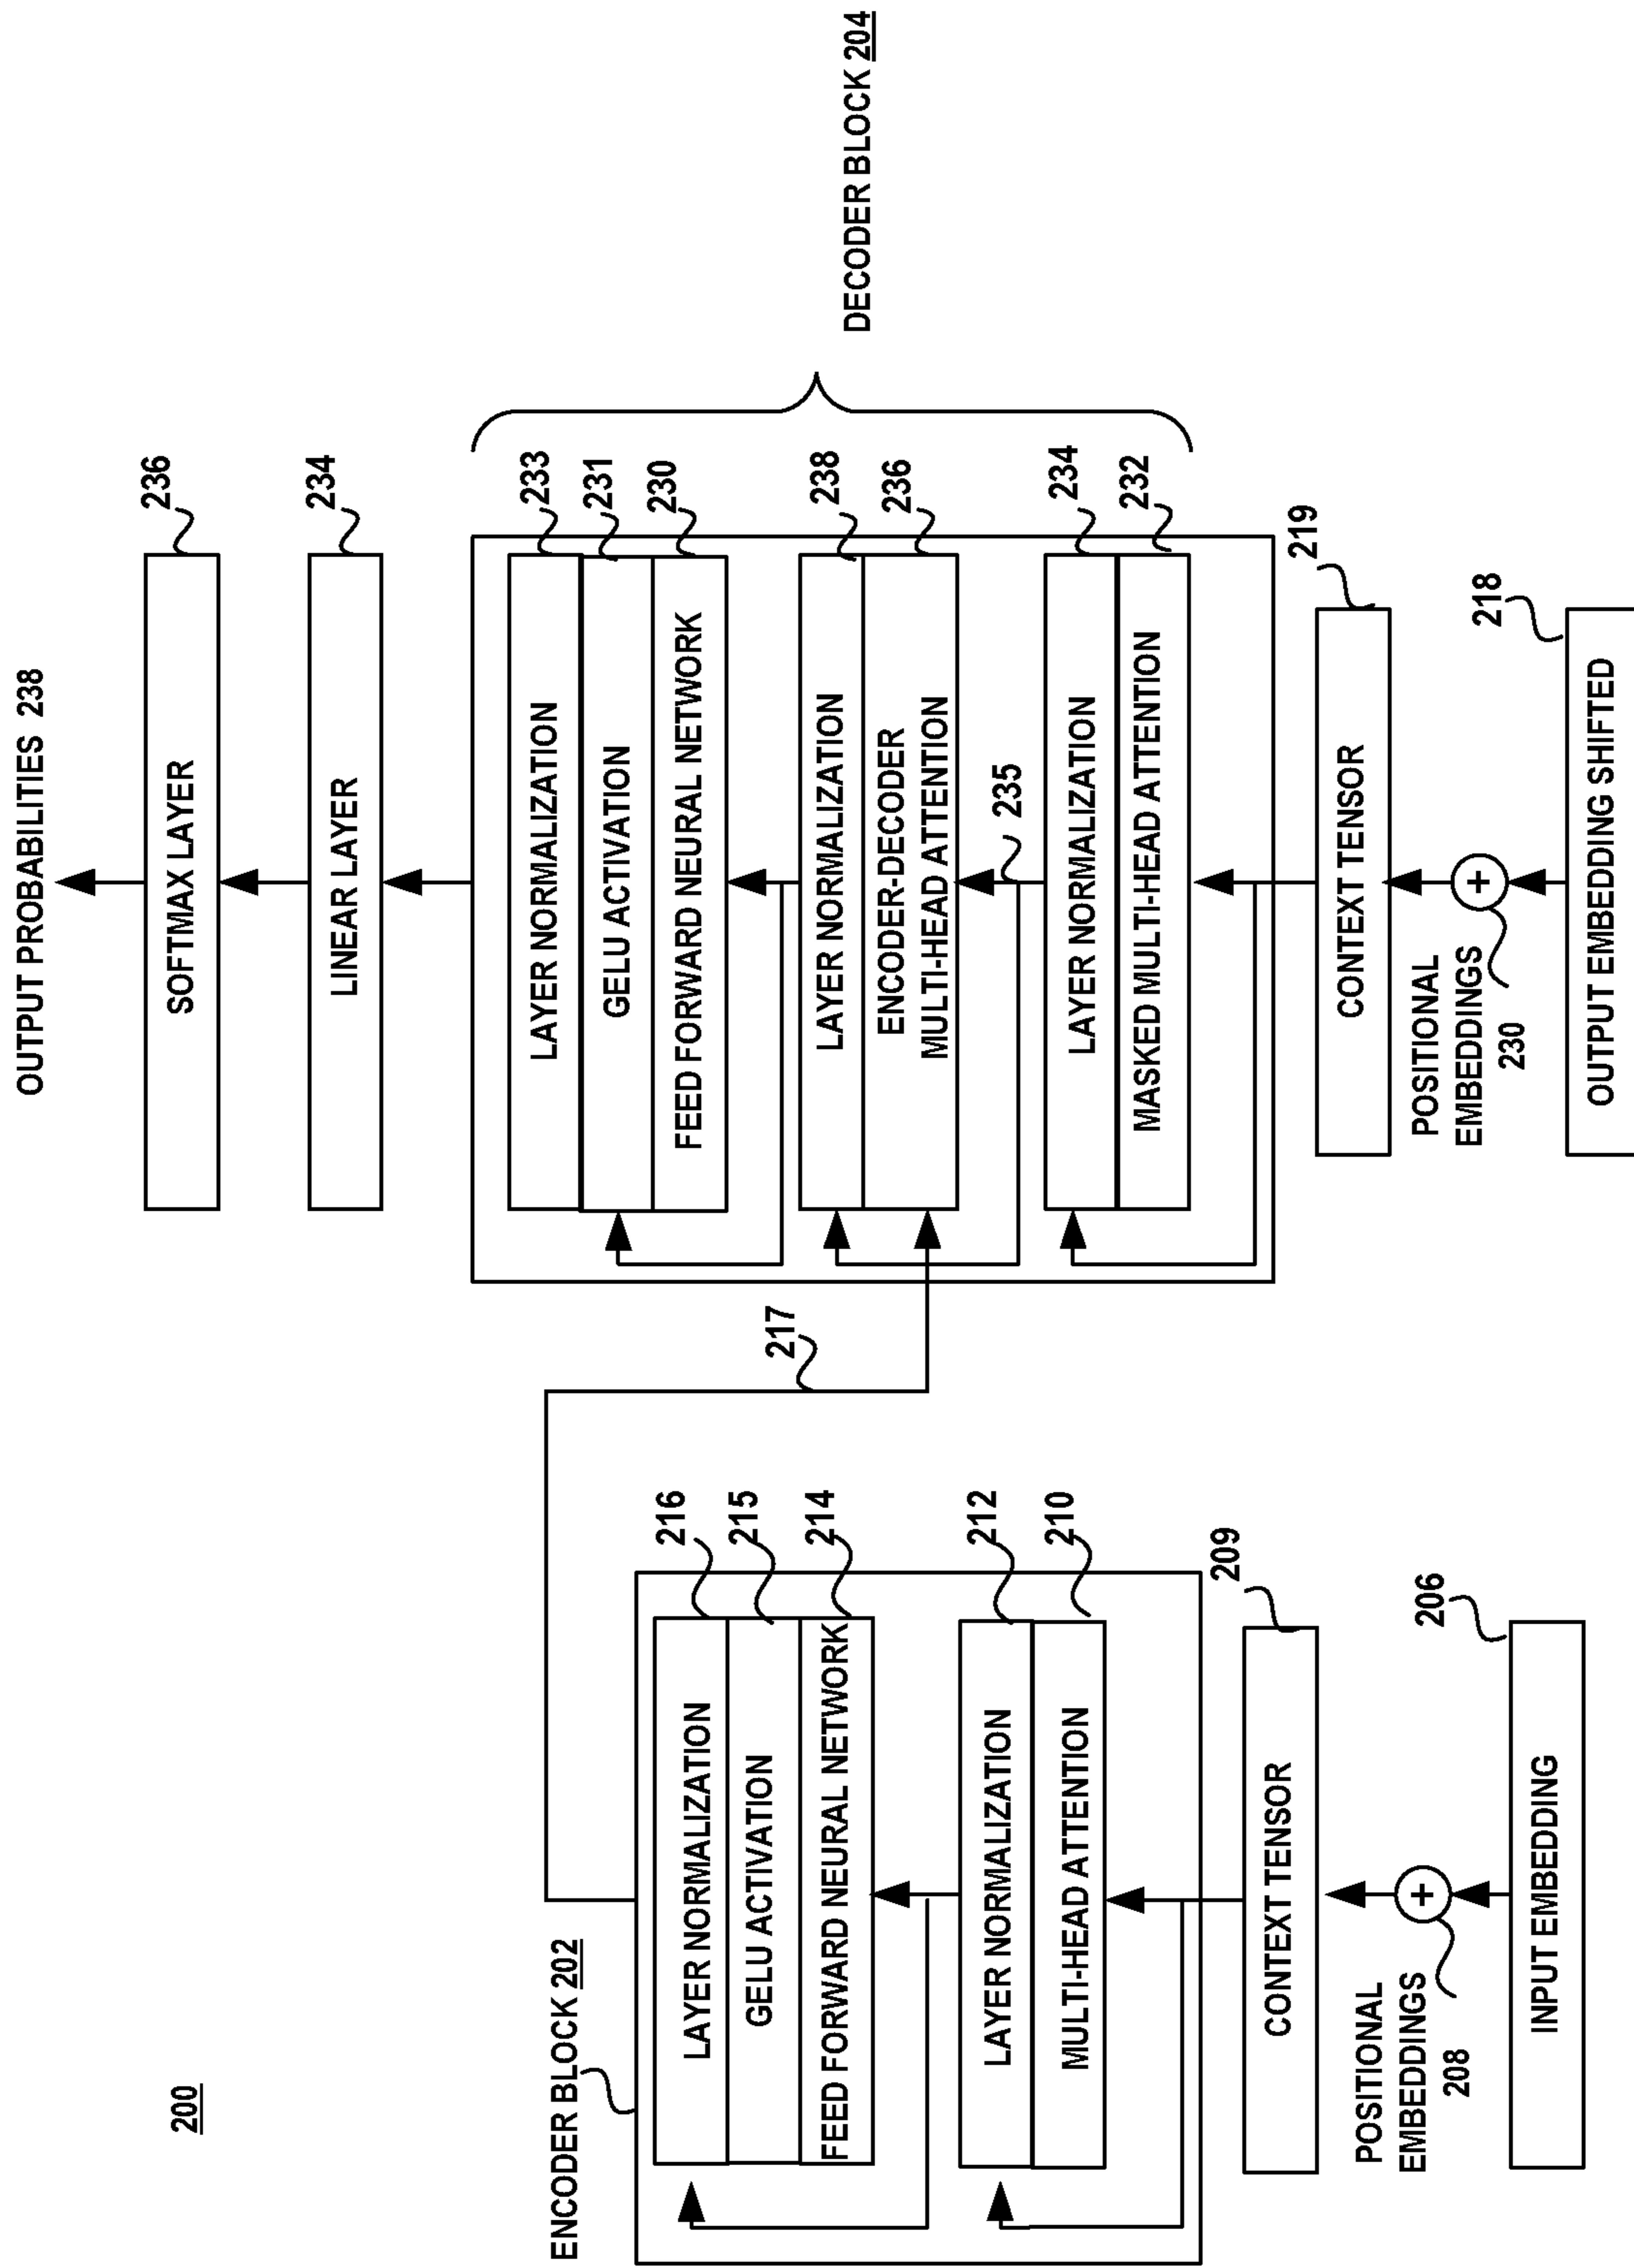 200
ENCODER BLOCK 202
LAYER NORMALIZATION
216
GELU ACTIVATION
215
FEED FORWARD NEURAL NETWORK
214
LAYER NORMALIZATION
212
MULTI-HEAD ATTENTION
210
CONTEXT TENSOR
209
POSITIONAL
EMBEDDINGS
208
+
INPUT EMBEDDING
206
217
OUTPUT PROBABILITIES 238
SOFTMAX LAYER
236
LINEAR LAYER
234
LAYER NORMALIZATION
233
GELU ACTIVATION
231
FEED FORWARD NEURAL NETWORK
230
LAYER NORMALIZATION
238
ENCODER-DECODER
MULTI-HEAD ATTENTION
236
235
LAYER NORMALIZATION
234
MASKED MULTI-HEAD ATTENTION
232
CONTEXT TENSOR
219
POSITIONAL
EMBEDDINGS
230
+
OUTPUT EMBEDDING SHIFTED
218
DECODER BLOCK 204